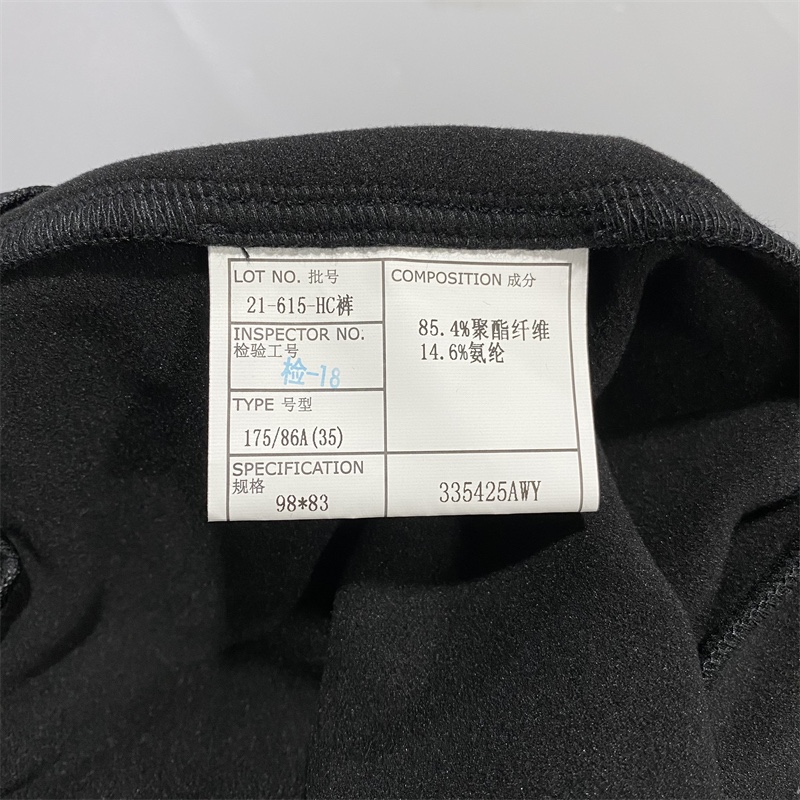 LOT NO. 批号
21-615-HC裤
INSPECTOR NO.
检验工号
检-18
TYPE 号型
175/86A(35)
SPECIFICATION
规格
98*83
COMPOSITION 成分
85.4%聚酯纤维
14.6%氨纶
335425AWY